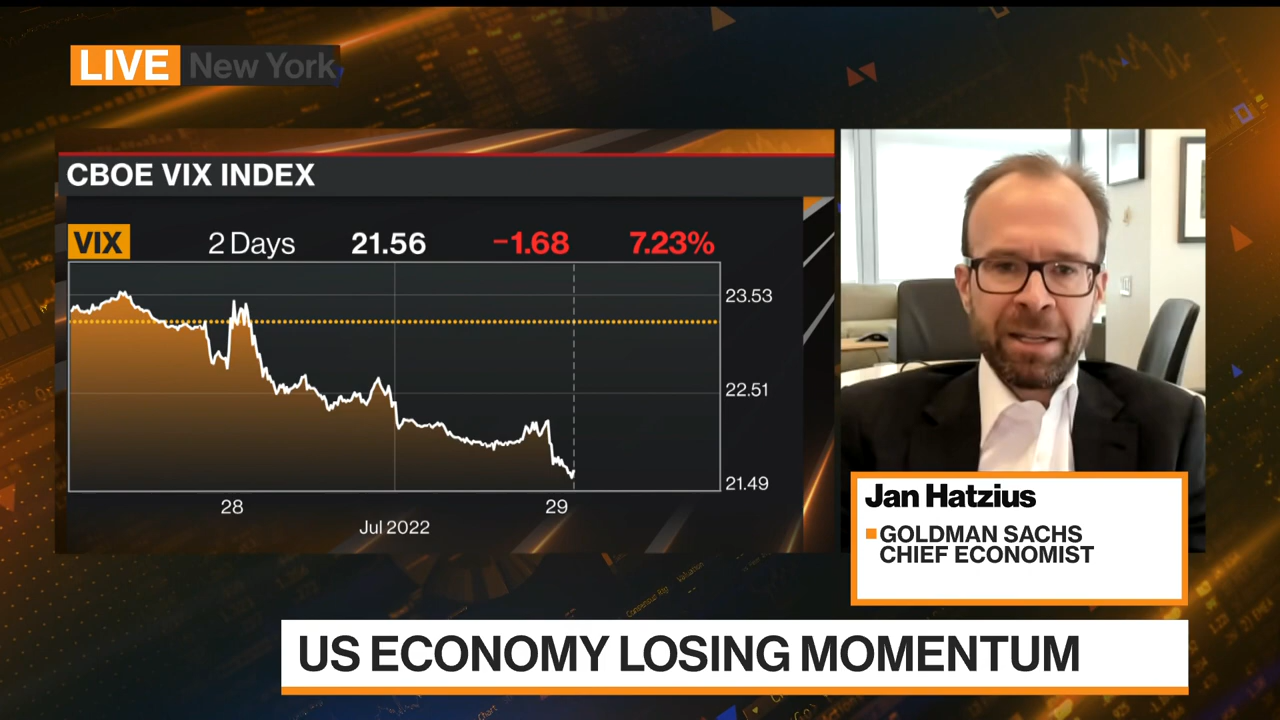 LIVE New York
CBOE VIX INDEX
VIX 2 Days 21.56 −1.68 7.23%
23.53
22.51
21.49
28 29
Jul 2022
Jan Hatzius
GOLDMAN SACHS
CHIEF ECONOMIST
US ECONOMY LOSING MOMENTUM